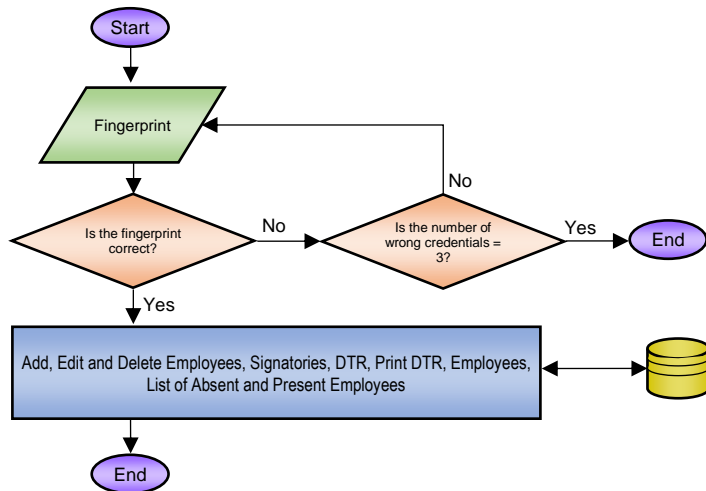 Start
Fingerprint
No
Is the fingerprint
correct?
No
Is the number of
wrong credentials =
3?
Yes
End
Yes
Add, Edit and Delete Employees, Signatories, DTR, Print DTR, Employees,
List of Absent and Present Employees
End